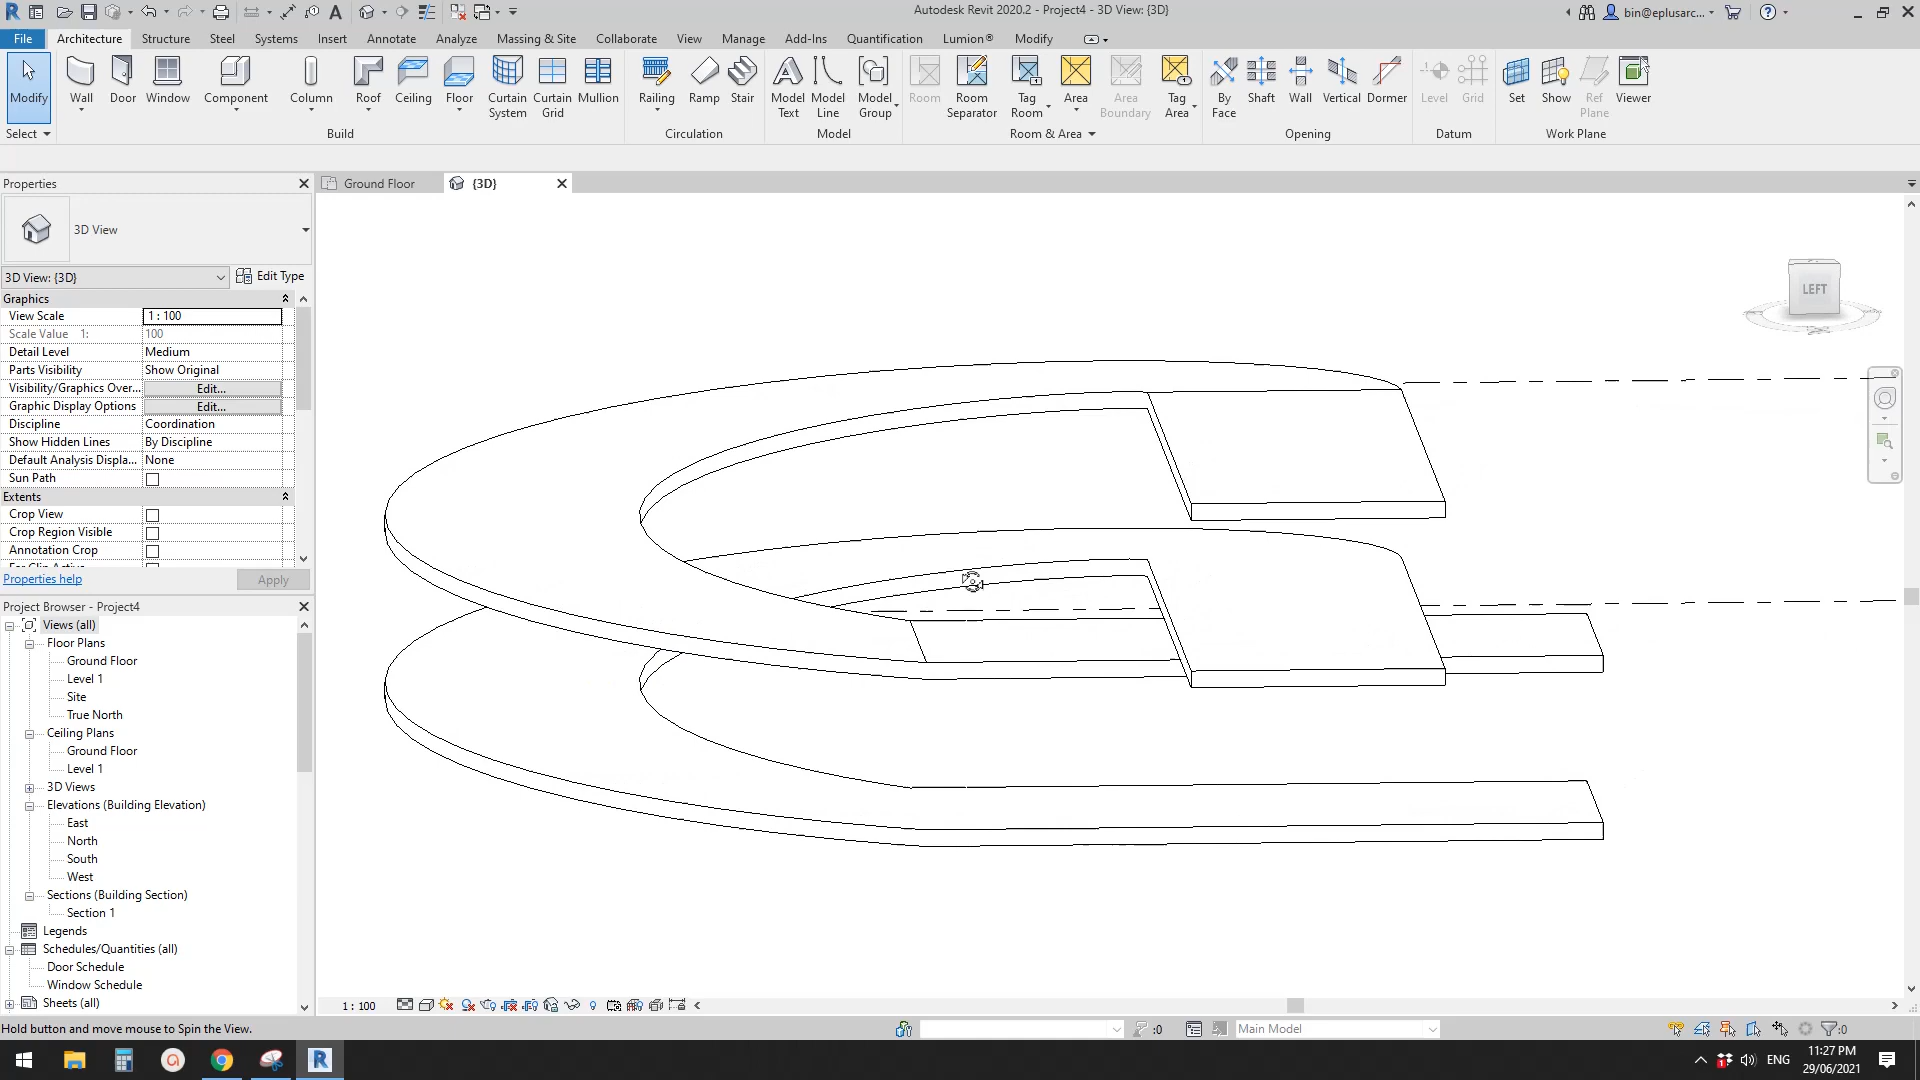 Autodesk Revit 2020.2 - Project4 - 3D View: {3D}
bin@eplusarc...
File Architecture Structure Steel Systems Insert Annotate Analyze Massing & Site Collaborate View Manage Add-Ins Quantification Lumion® Modify
Modify Wall Door Window Component Column Roof Ceiling Floor Curtain System Curtain Grid Mullion Railing Ramp Stair Model Text Model Line Model Group Room Room Separator Tag Room Area Area Boundary Tag Area By Face Shaft Wall Vertical Dormer Level Grid Set Show Ref Plane Viewer
Select Build Circulation Model Room & Area Opening Datum Work Plane
Properties
Ground Floor {3D}
3D View
3D View: {3D} Edit Type
Graphics
View Scale 1 : 100
Scale Value 1: 100
Detail Level Medium
Parts Visibility Show Original
Visibility/Graphics Over... Edit...
Graphic Display Options Edit...
Discipline Coordination
Show Hidden Lines By Discipline
Default Analysis Displa... None
Sun Path
Extents
Crop View
Crop Region Visible
Annotation Crop
Properties help Apply
LEFT
Project Browser - Project4
Views (all)
Floor Plans
Ground Floor
Level 1
Site
True North
Ceiling Plans
Ground Floor
Level 1
3D Views
Elevations (Building Elevation)
East
North
South
West
Sections (Building Section)
Section 1
Legends
Schedules/Quantities (all)
Door Schedule
Window Schedule
Sheets (all)
1 : 100
Hold button and move mouse to Spin the View.
:0
Main Model
:0
ENG
11:27 PM
29/06/2021